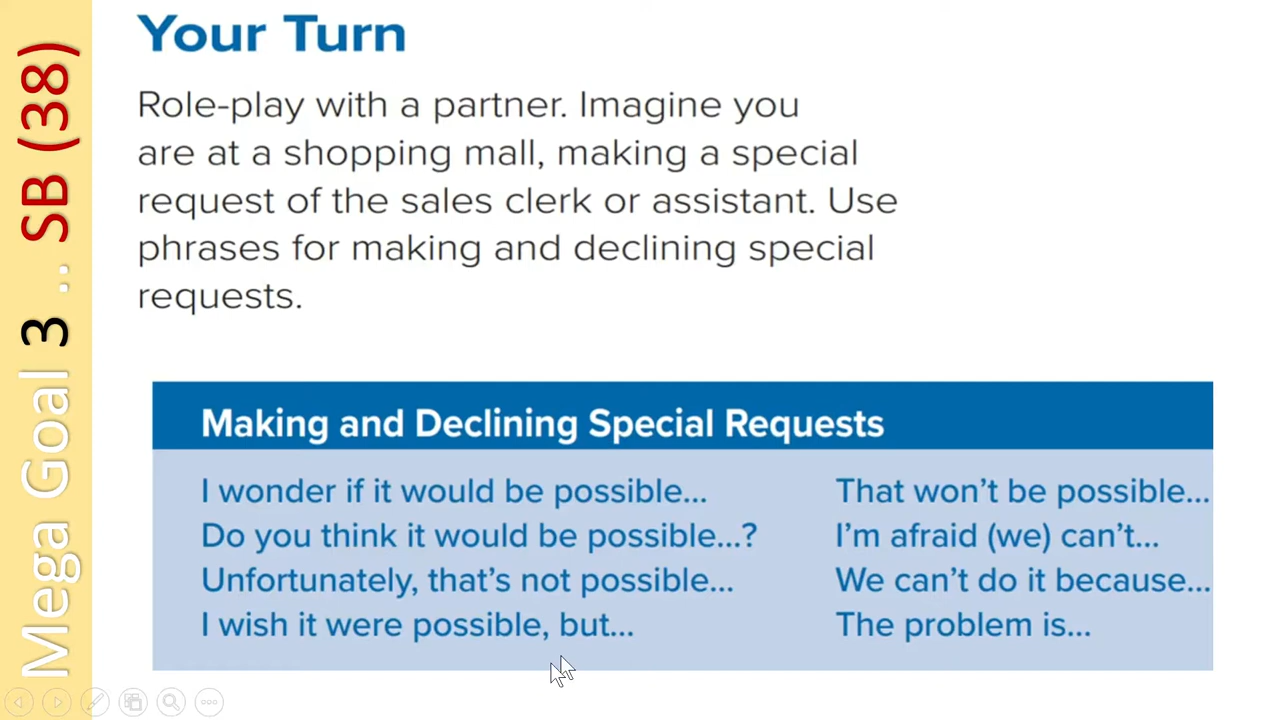 Mega Goal 3 .. SB (38)
Your Turn
Role-play with a partner. Imagine you
are at a shopping mall, making a special
request of the sales clerk or assistant. Use
phrases for making and declining special
requests.
Making and Declining Special Requests
I wonder if it would be possible...
Do you think it would be possible...?
Unfortunately, that's not possible...
I wish it were possible, but...
That won't be possible...
I'm afraid (we) can't...
We can't do it because...
The problem is...